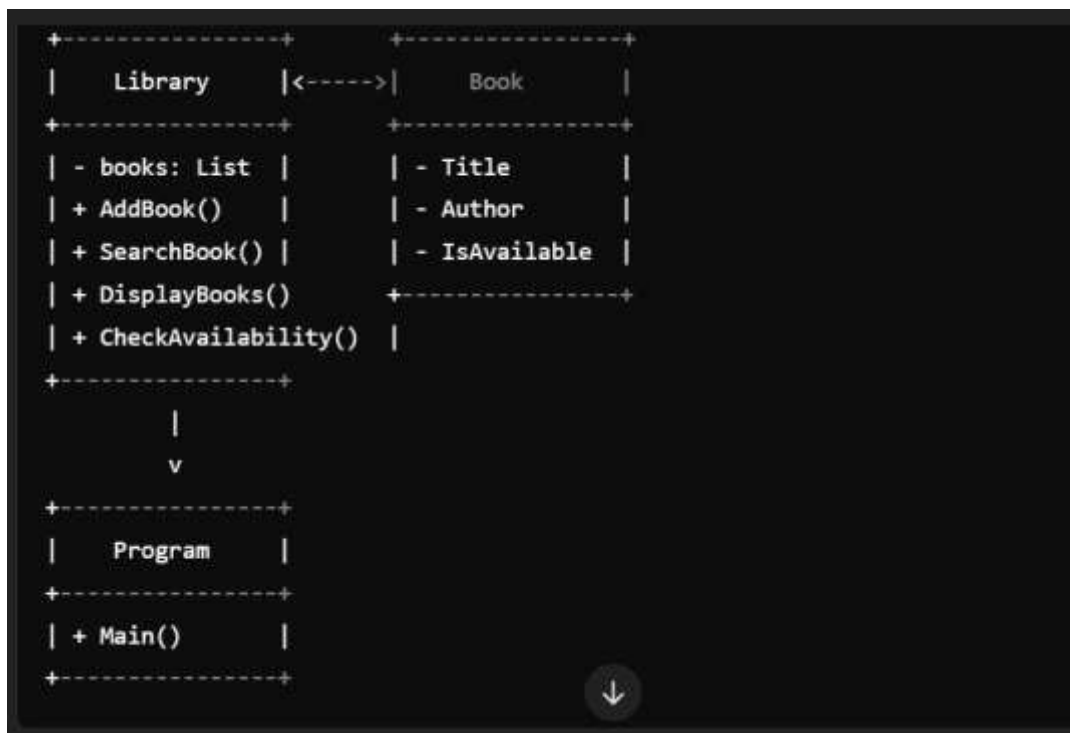 +----------------+      +----------------+
|    Library     |<----->|     Book       |
+----------------+      +----------------+
| - books: List  |      | - Title        |
| + AddBook()    |      | - Author       |
| + SearchBook() |      | - IsAvailable  |
| + DisplayBooks()      +----------------+
| + CheckAvailability()  |
+----------------+
        |
        v
+----------------+
|    Program     |
+----------------+
| + Main()       |
+----------------+